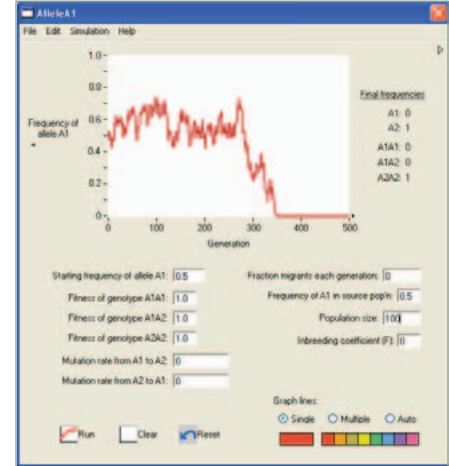 AlleleA1
File Edit Simulation Help
1.0
0.8
Frequency of
allele A1
0.6
0.4
0.2
0
0 100 200 300 400 500
Generation
Final frequencies
A1: 0
A2: 1
A1A1: 0
A1A2: 0
A2A2: 1
Starting frequency of allele A1: 0.5
Fitness of genotype A1A1: 1.0
Fitness of genotype A1A2: 1.0
Fitness of genotype A2A2: 1.0
Mutation rate from A1 to A2: 0
Mutation rate from A2 to A1: 0
Fraction migrants each generation: 0
Frequency of A1 in source pop'n: 0.5
Population size: 100
Inbreeding coefficient (F): 0
Graph lines:
Single Multiple Auto
Run Clear Reset